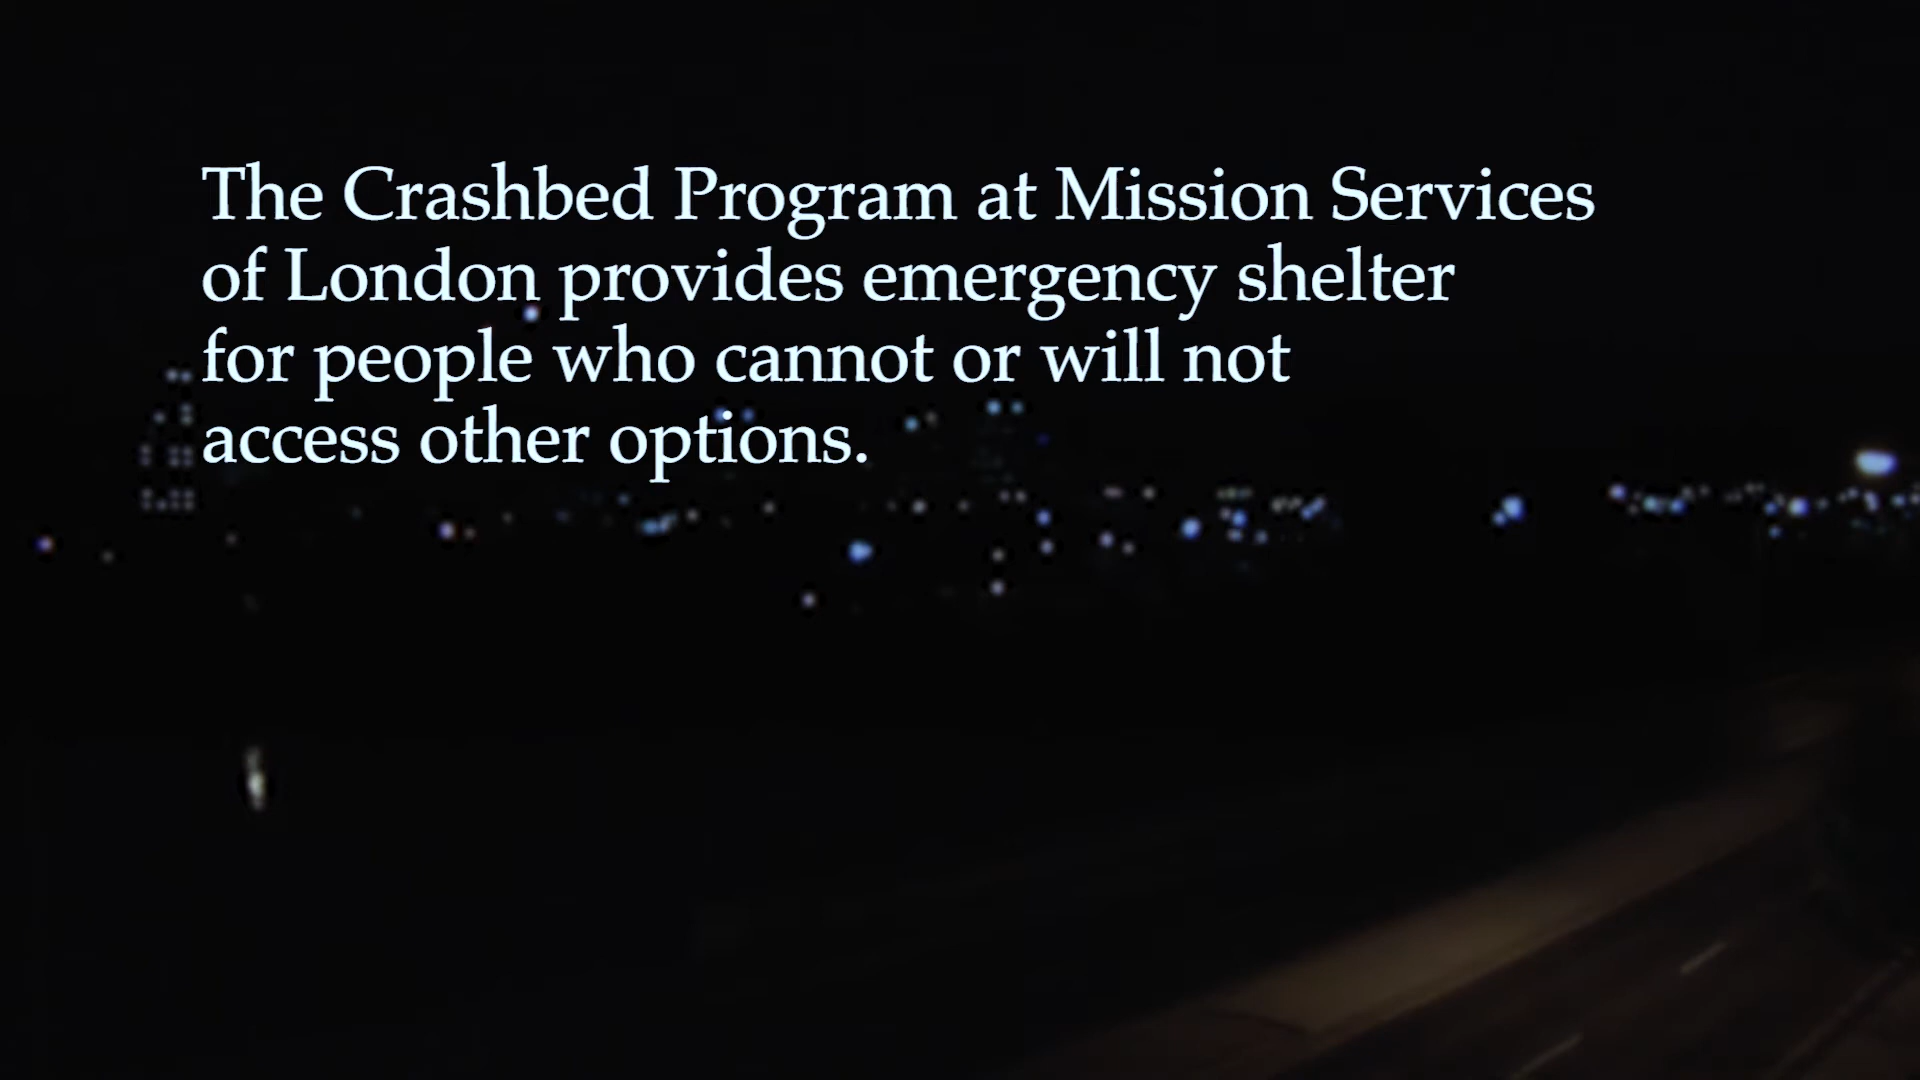 The Crashbed Program at Mission Services
of London provides emergency shelter
for people who cannot or will not
access other options.